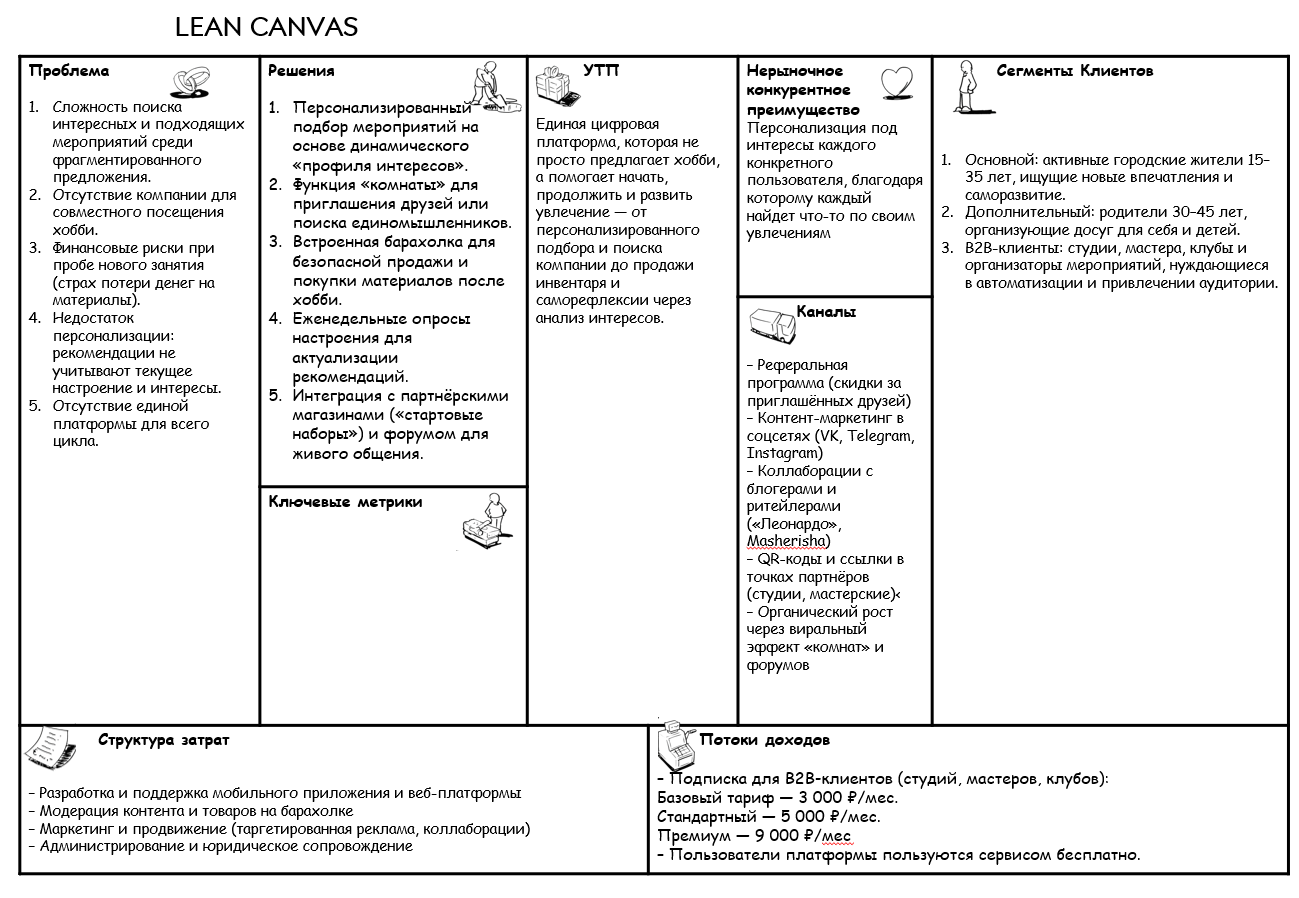 LEAN CANVAS
Проблема
1. Сложность поиска
интересных и подходящих
мероприятий среди
фрагментированного
предложения.
2. Отсутствие компании для
совместного посещения
хобби.
3. Финансовые риски при
пробе нового занятия
(страх потери денег на
материалы).
4. Недостаток
персонализации:
рекомендации не
учитывают текущее
настроение и интересы.
5. Отсутствие единой
платформы для всего
цикла.
Решения
1. Персонализированный
подбор мероприятий на
основе динамического
«профиля интересов».
2. Функция «комнаты» для
приглашения друзей или
поиска единомышленников.
3. Встроенная барахолка для
безопасной продажи и
покупки материалов после
хобби.
4. Еженедельные опросы
настроения для
актуализации
рекомендаций.
5. Интеграция с партнёрскими
магазинами («стартовые
наборы») и форумом для
живого общения.
Ключевые метрики
УТП
Единая цифровая
платформа, которая не
просто предлагает хобби,
а помогает начать,
продолжить и развить
увлечение — от
персонализированного
подбора и поиска
компании до продажи
инвентаря и
саморефлексии через
анализ интересов.
Нерыночное
конкурентное
преимущество
Персонализация под
интересы каждого
конкретного
пользователя, благодаря
которому каждый
найдет что-то по своим
увлечениям
Каналы
– Реферальная
программа (скидки за
приглашённых друзей)
– Контент-маркетинг в
соцсетях (VK, Telegram,
Instagram)
– Коллаборации с
блогерами и
ритейлерами
(«Леонардо»,
Masherisha)
– QR-коды и ссылки в
точках партнёров
(студии, мастерские)<
– Органический рост
через виральный
эффект «комнат» и
форумов
Сегменты Клиентов
1. Основной: активные городские жители 15–
35 лет, ищущие новые впечатления и
саморазвитие.
2. Дополнительный: родители 30–45 лет,
организующие досуг для себя и детей.
3. B2B-клиенты: студии, мастера, клубы и
организаторы мероприятий, нуждающиеся
в автоматизации и привлечении аудитории.
Структура затрат
– Разработка и поддержка мобильного приложения и веб-платформы
– Модерация контента и товаров на барахолке
– Маркетинг и продвижение (таргетированная реклама, коллаборации)
– Администрирование и юридическое сопровождение
Потоки доходов
– Подписка для B2B-клиентов (студий, мастеров, клубов):
Базовый тариф — 3 000 ₽/мес.
Стандартный — 5 000 ₽/мес.
Премиум — 9 000 ₽/мес
– Пользователи платформы пользуются сервисом бесплатно.